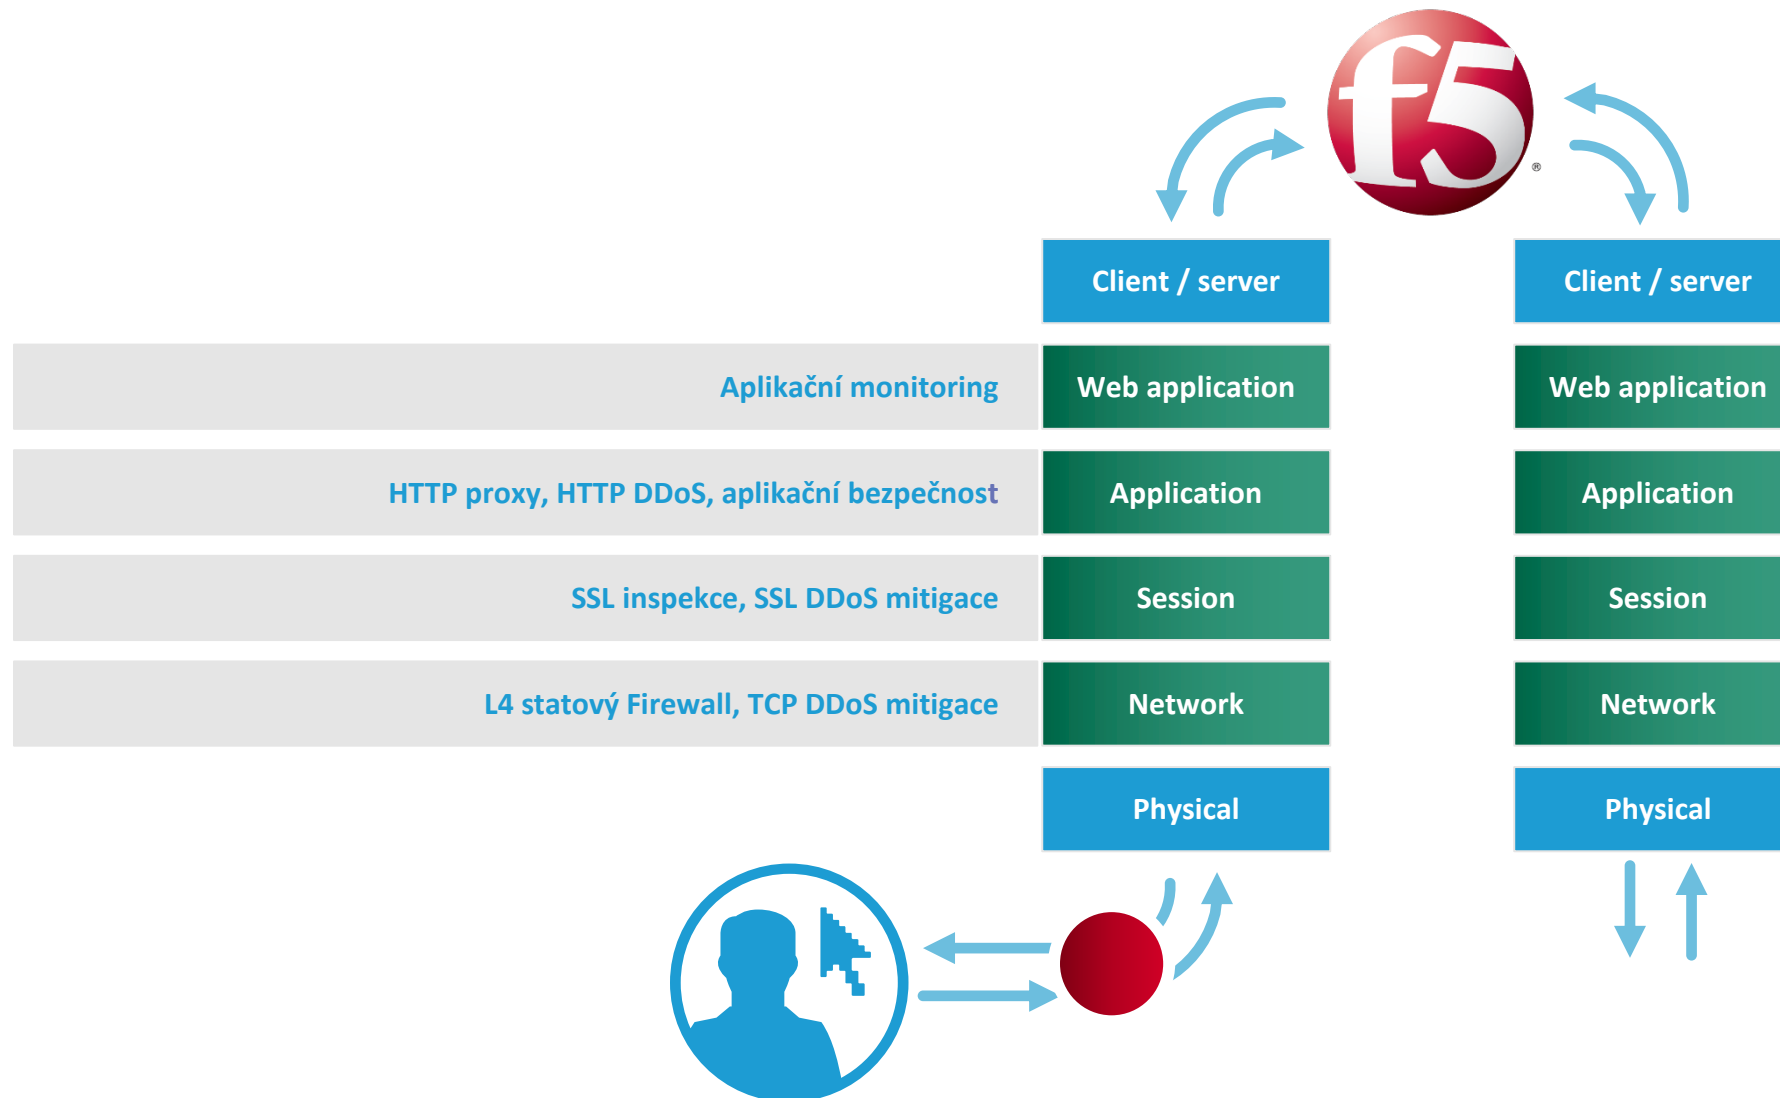 f5
®
Client / server
Client / server
Aplikační monitoring
Web application
Web application
HTTP proxy, HTTP DDoS, aplikační bezpečnost
Application
Application
SSL inspekce, SSL DDoS mitigace
Session
Session
L4 statový Firewall, TCP DDoS mitigace
Network
Network
Physical
Physical